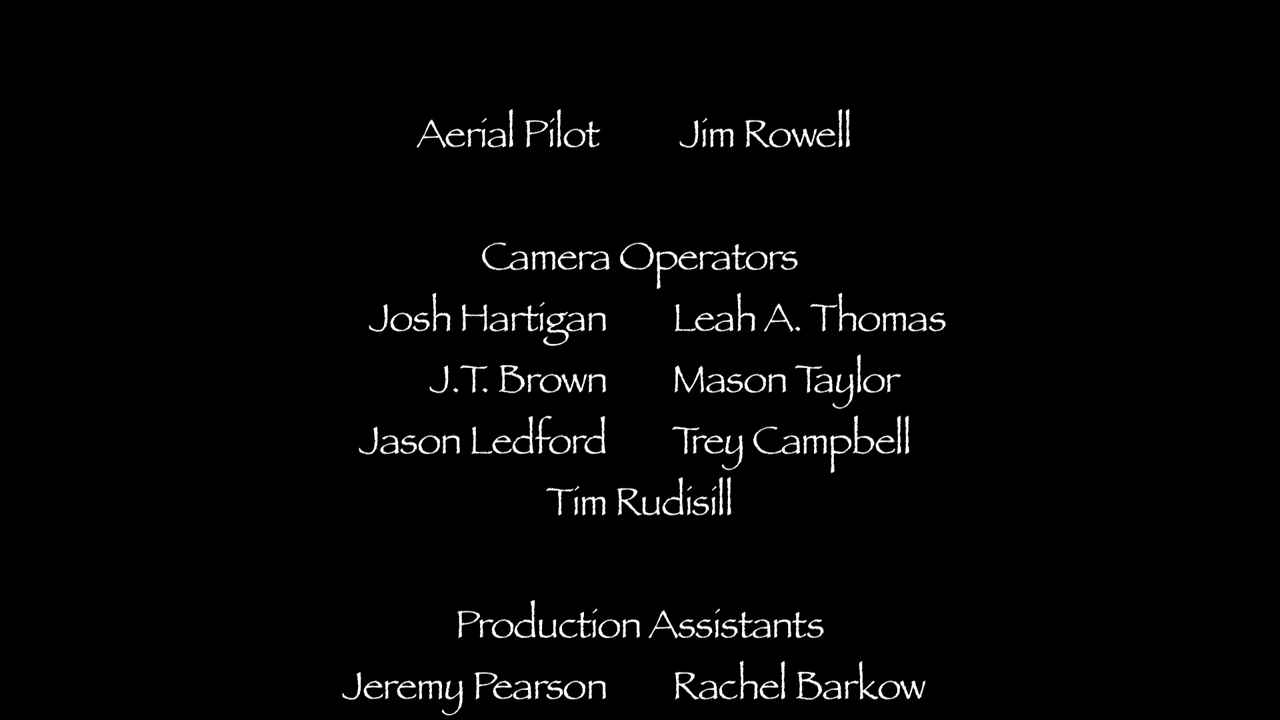 Aerial Pilot Jim Rowell
Camera Operators
Josh Hartigan Leah A. Thomas
J.T. Brown Mason Taylor
Jason Ledford Trey Campbell
Tim Rudisill
Production Assistants
Jeremy Pearson Rachel Barkow